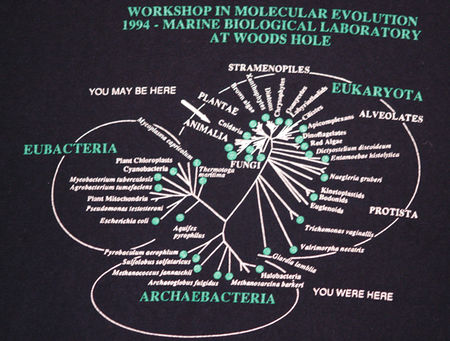 WORKSHOP IN MOLECULAR EVOLUTION
1994 - MARINE BIOLOGICAL LABORATORY
AT WOODS HOLE
STRAMENOPILES
YOU MAY BE HERE
EUKARYOTA
PLANTAE
ANIMALIA
ALVEOLATES
Ciliates
Apicomplexans
Cnidaria
Dinoflagellates
Red Algae
Mycoplasma capricolum
EUBACTERIA
FUNGI
Dictyostelium discoideum
Entamoebae histolytica
Plant Chloroplasts
Cyanobacteria
Thermotoga
maritima
Mycobacterium tuberculosis
Agrobacterium tumefaciens
Naegleria gruberi
Plant Mitochondria
Kinetoplastids
Bodonids
Euglenoids
Pseudomonas testosteroni
PROTISTA
Escherichia coli
Trichomonas vaginallis
Aquifex
pyrophilus
Vairimorpha necatrix
Pyrobaculum aerophilum
Giardia lamblia
Sulfolobus solfataricus
Methanococcus jannaschii
Halobacteria
Archaeoglobus fulgidus
Methanosarcina barkeri
YOU WERE HERE
ARCHAEBACTERIA